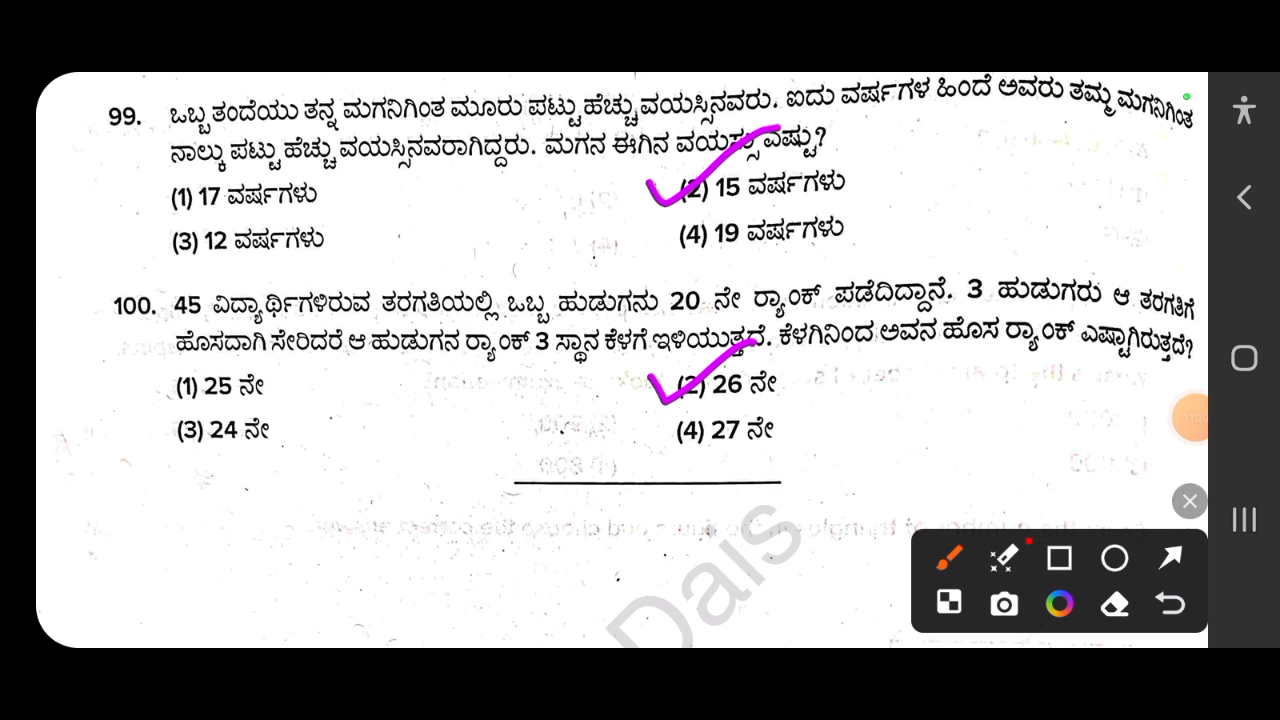 99. ಒಬ್ಬ ತಂದೆಯು ತನ್ನ ಮಗನಿಗಿಂತ ಮೂರು ಪಟ್ಟು ಹೆಚ್ಚು ವಯಸ್ಸಿನವರು. ಐದು ವರ್ಷಗಳ ಹಿಂದೆ ಅವರು ತಮ್ಮ ಮಗನಿಗಿಂತ
ನಾಲ್ಕು ಪಟ್ಟು ಹೆಚ್ಚು ವಯಸ್ಸಿನವರಾಗಿದ್ದರು. ಮಗನ ಈಗಿನ ವಯಸ್ಸು ಎಷ್ಟು?
(1) 17 ವರ್ಷಗಳು (2) 15 ವರ್ಷಗಳು
(3) 12 ವರ್ಷಗಳು (4) 19 ವರ್ಷಗಳು
100. 45 ವಿದ್ಯಾರ್ಥಿಗಳಿರುವ ತರಗತಿಯಲ್ಲಿ ಒಬ್ಬ ಹುಡುಗನು 20 ನೇ ರ‍್ಯಾಂಕ್ ಪಡೆದಿದ್ದಾನೆ. 3 ಹುಡುಗರು ಆ ತರಗತಿಗೆ
ಹೊಸದಾಗಿ ಸೇರಿದರೆ ಆ ಹುಡುಗನ ರ‍್ಯಾಂಕ್ 3 ಸ್ಥಾನ ಕೆಳಗೆ ಇಳಿಯುತ್ತದೆ. ಕೆಳಗಿನಿಂದ ಅವನ ಹೊಸ ರ‍್ಯಾಂಕ್ ಎಷ್ಟಾಗಿರುತ್ತದೆ?
(1) 25 ನೇ (2) 26 ನೇ
(3) 24 ನೇ (4) 27 ನೇ
Dais